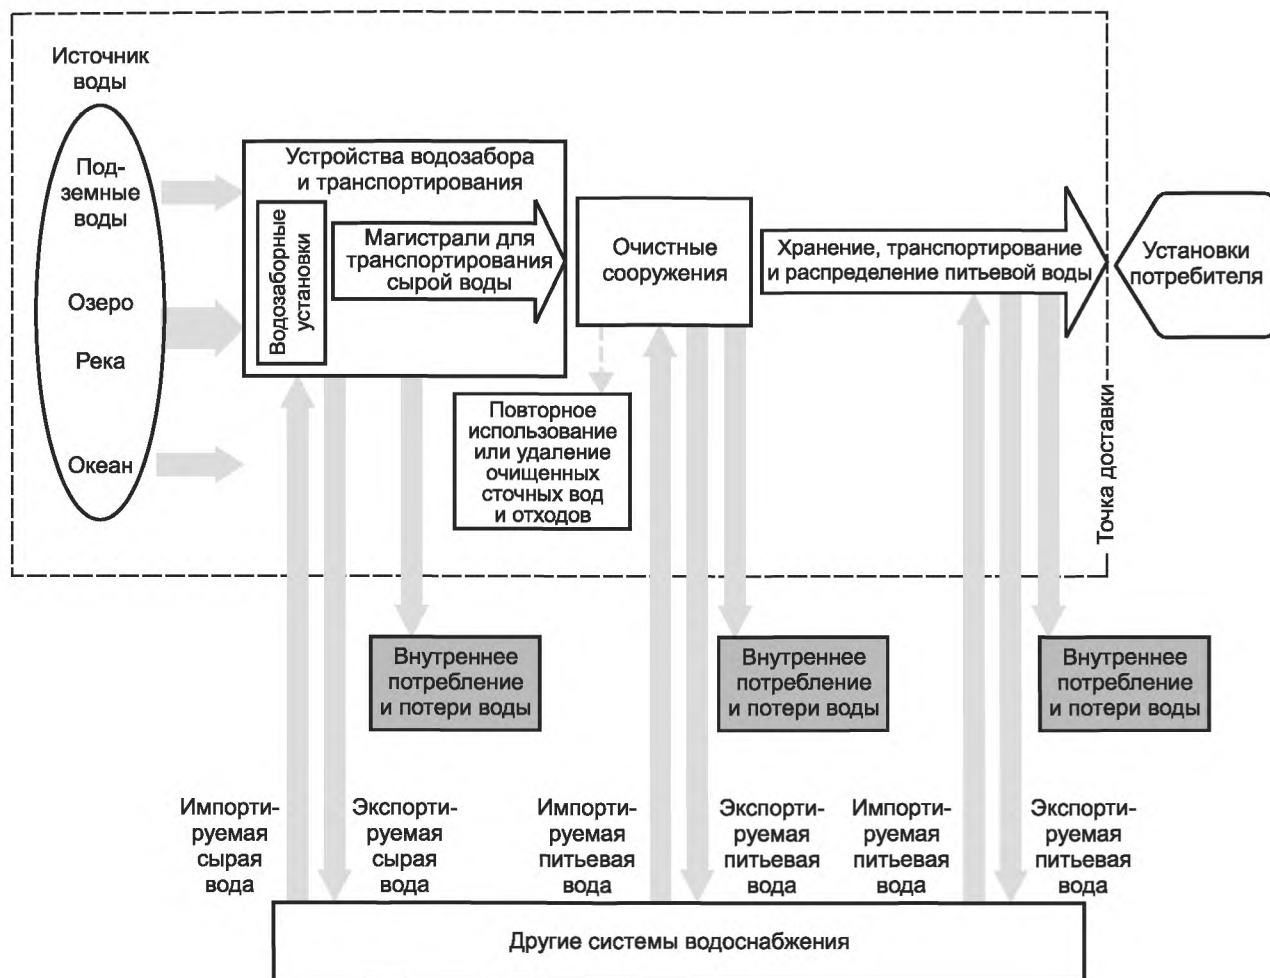 Источник
воды
Под-
земные
воды
Озеро
Река
Океан
Устройства водозабора
и транспортирования
Водозаборные
установки
Магистрали для
транспортирования
сырой воды
Очистные
сооружения
Хранение, транспортирование
и распределение питьевой воды
Установки
потребителя
Точка доставки
Повторное
использование
или удаление
очищенных
сточных вод
и отходов
Внутреннее
потребление
и потери воды
Внутреннее
потребление
и потери воды
Внутреннее
потребление
и потери воды
Импорти-
руемая
сырая
вода
Экспорти-
руемая
сырая
вода
Импорти-
руемая
питьевая
вода
Экспорти-
руемая
питьевая
вода
Импорти-
руемая
питьевая
вода
Экспорти-
руемая
питьевая
вода
Другие системы водоснабжения